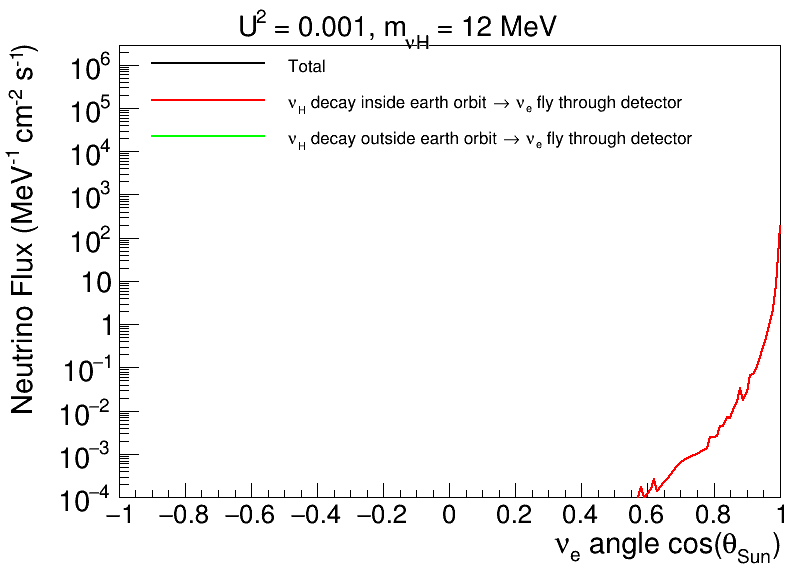 U² = 0.001, m_νH = 12 MeV
Total
ν_H decay inside earth orbit → ν_e fly through detector
ν_H decay outside earth orbit → ν_e fly through detector
Neutrino Flux (MeV⁻¹ cm⁻² s⁻¹)
10⁶
10⁵
10⁴
10³
10²
10
1
10⁻¹
10⁻²
10⁻³
10⁻⁴
−1 −0.8 −0.6 −0.4 −0.2 0 0.2 0.4 0.6 0.8 1
ν_e angle cos(θ_Sun)